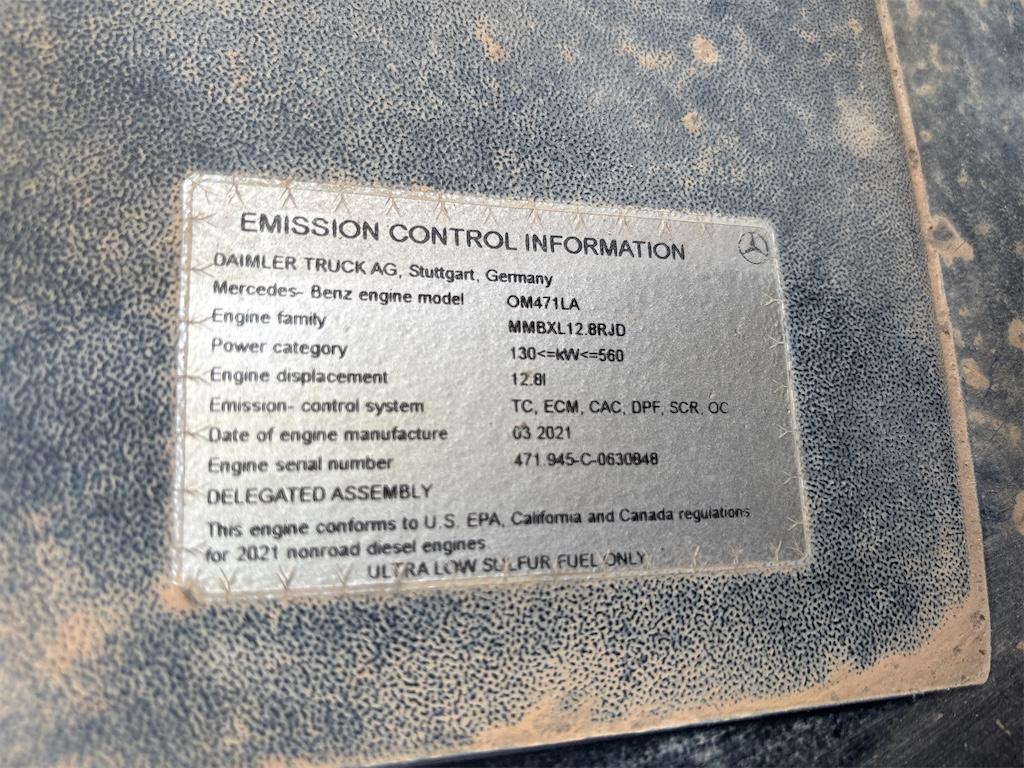 EMISSION CONTROL INFORMATION
DAIMLER TRUCK AG, Stuttgart, Germany
Mercedes- Benz engine model OM471LA
Engine family MMBXL12.8RJD
Power category 130<=kW<=560
Engine displacement 12.8l
Emission- control system TC, ECM, CAC, DPF, SCR, OC
Date of engine manufacture 03 2021
Engine serial number 471.945-C-0630848
DELEGATED ASSEMBLY
This engine conforms to U.S. EPA, California and Canada regulations
for 2021 nonroad diesel engines
ULTRA LOW SULFUR FUEL ONLY